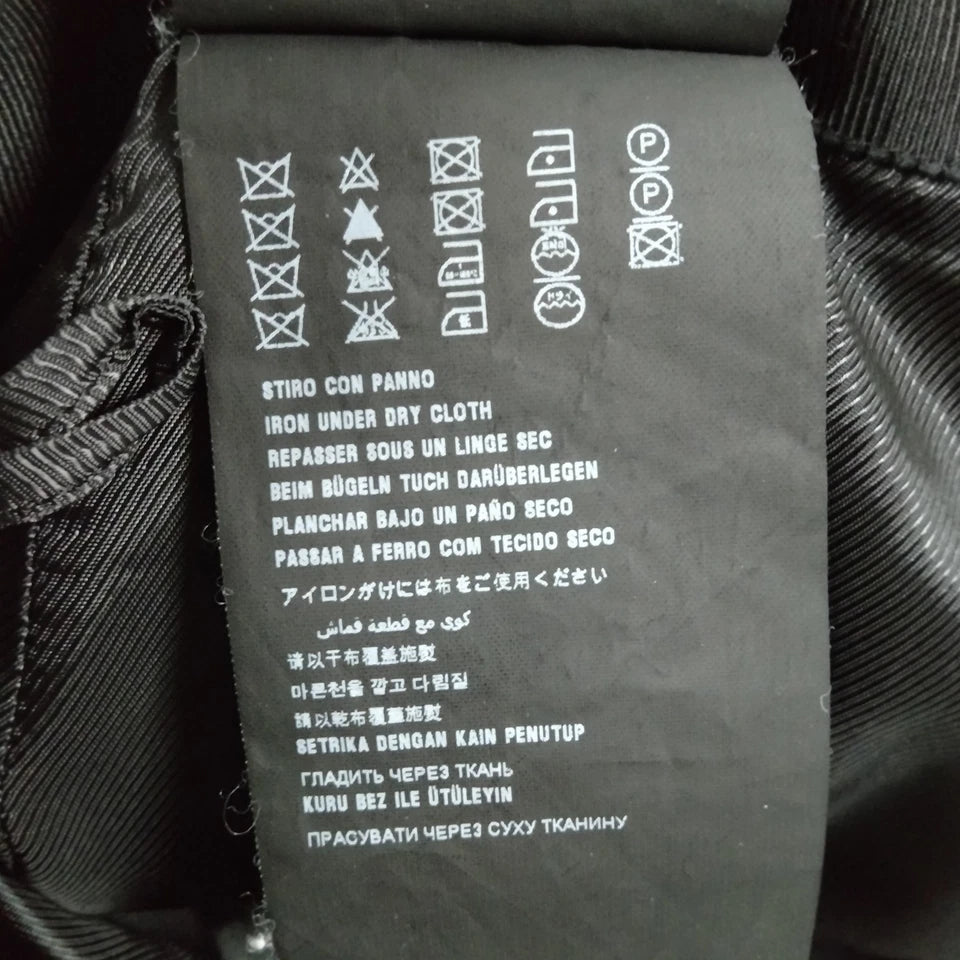 P
P
STIRO CON PANNO
IRON UNDER DRY CLOTH
REPASSER SOUS UN LINGE SEC
BEIM BÜGELN TUCH DARÜBERLEGEN
PLANCHAR BAJO UN PAÑO SECO
PASSAR A FERRO COM TECIDO SECO
アイロンがけには布をご使用ください
كوي مع قطعة قماش
请以干布覆盖施熨
마른천을 깔고 다림질
請以乾布覆蓋施熨
SETRIKA DENGAN KAIN PENUTUP
ГЛАДИТЬ ЧЕРЕЗ ТКАНЬ
KURU BEZ ILE ÜTÜLEYIN
ПРАСУВАТИ ЧЕРЕЗ СУХУ ТКАНИНУ